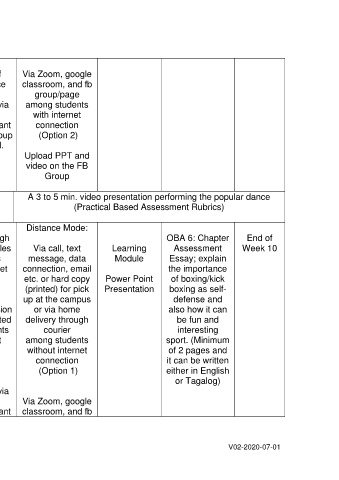 Via Zoom, google
classroom, and fb
group/page
among students
with internet
connection
(Option 2)
Upload PPT and
video on the FB
Group
A 3 to 5 min. video presentation performing the popular dance
(Practical Based Assessment Rubrics)
Distance Mode:
Via call, text
message, data
connection, email
etc. or hard copy
(printed) for pick
up at the campus
or via home
delivery through
courier
among students
without internet
connection
(Option 1)
Via Zoom, google
classroom, and fb
Learning
Module
Power Point
Presentation
OBA 6: Chapter
Assessment
Essay; explain
the importance
of boxing/kick
boxing as self-
defense and
also how it can
be fun and
interesting
sport. (Minimum
of 2 pages and
it can be written
either in English
or Tagalog)
End of
Week 10
V02-2020-07-01